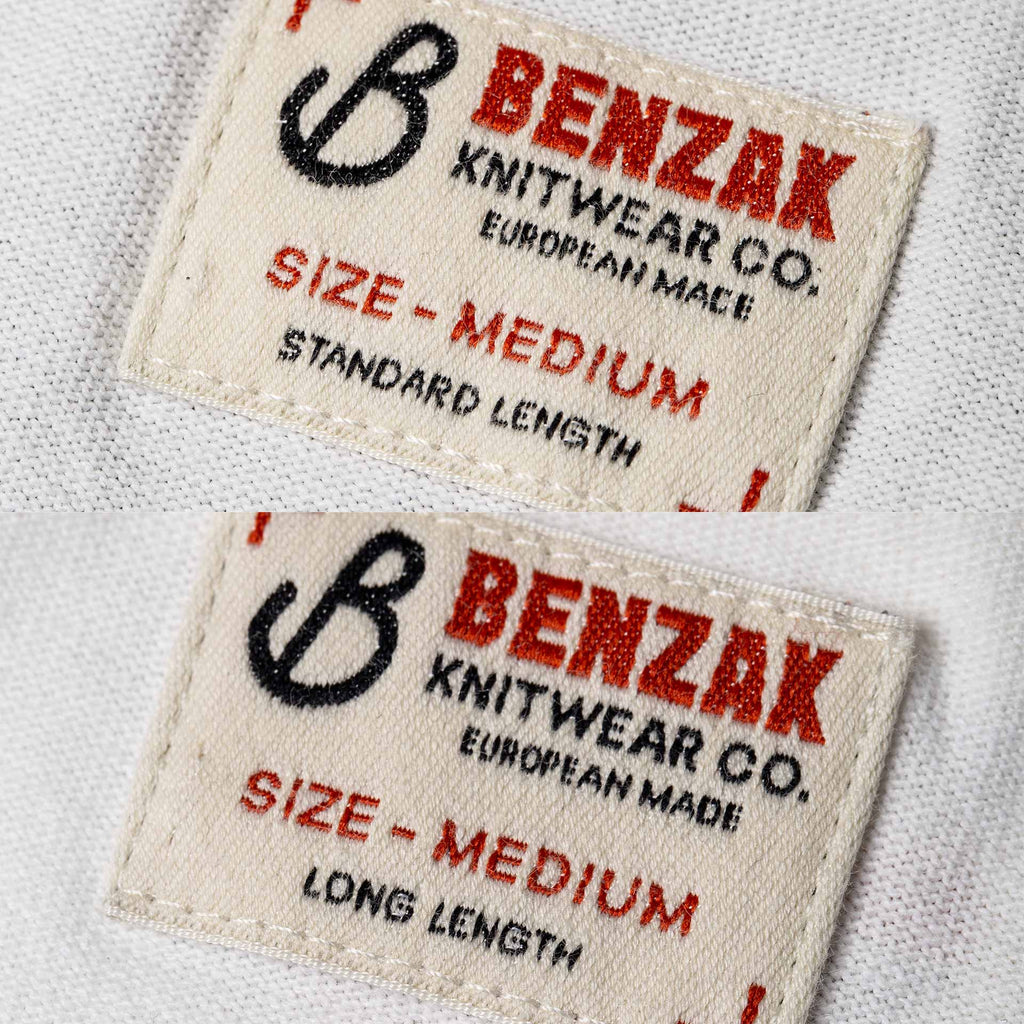 B
BENZAK
KNITWEAR CO.
EUROPEAN MADE
SIZE - MEDIUM
STANDARD LENGTH
B
BENZAK
KNITWEAR CO.
EUROPEAN MADE
SIZE - MEDIUM
LONG LENGTH